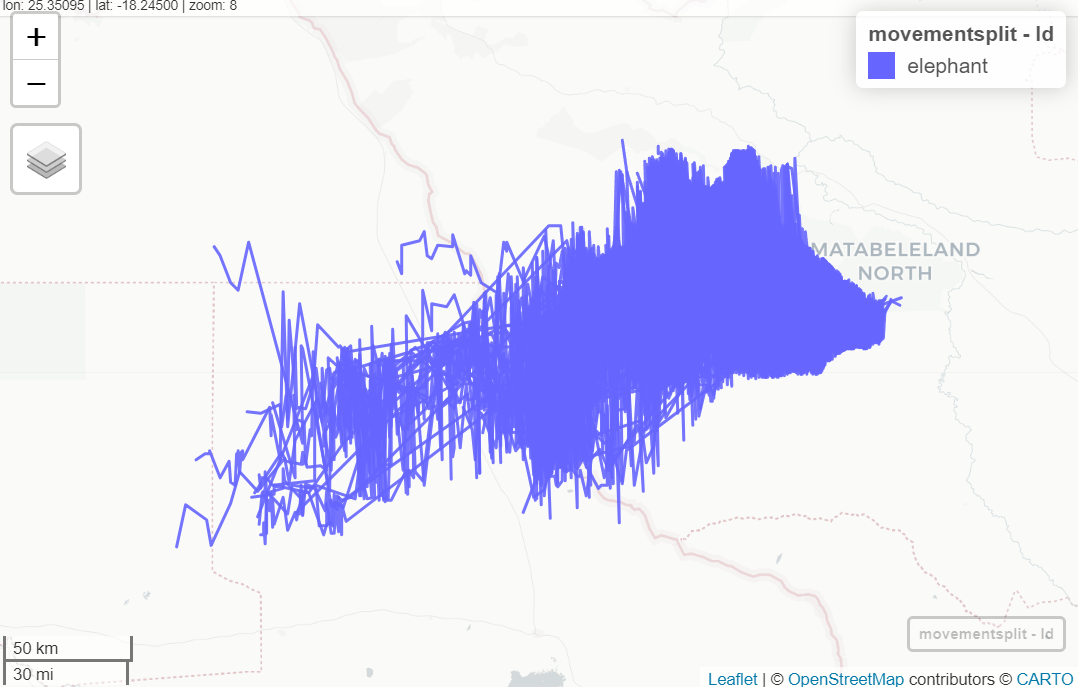 lon: 25.35095 | lat: -18.24500 | zoom: 8
+
−
movementsplit - Id
elephant
MATABELELAND
NORTH
movementsplit - Id
50 km
30 mi
Leaflet | © OpenStreetMap contributors © CARTO